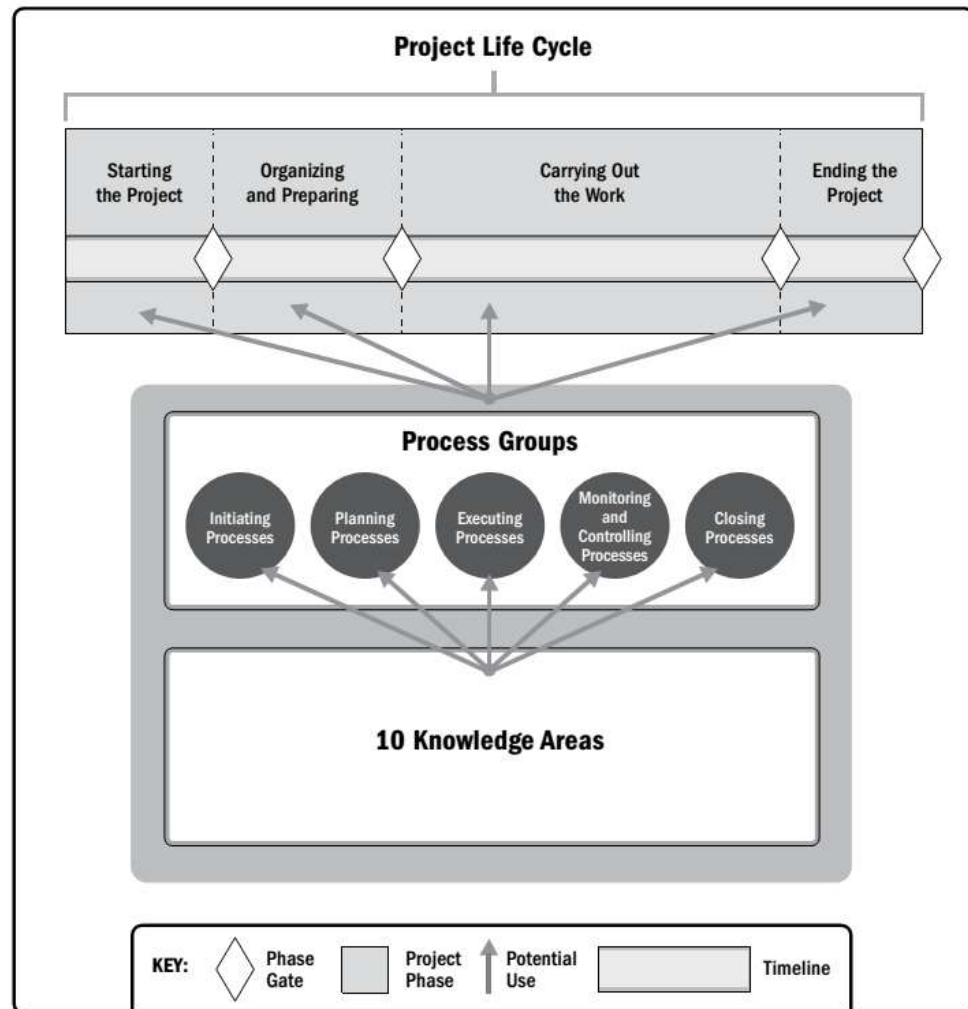 Project Life Cycle
Starting
the Project
Organizing
and Preparing
Carrying Out
the Work
Ending the
Project
Process Groups
Initiating
Processes
Planning
Processes
Executing
Processes
Monitoring
and
Controlling
Processes
Closing
Processes
10 Knowledge Areas
KEY:
Phase
Gate
Project
Phase
Potential
Use
Timeline